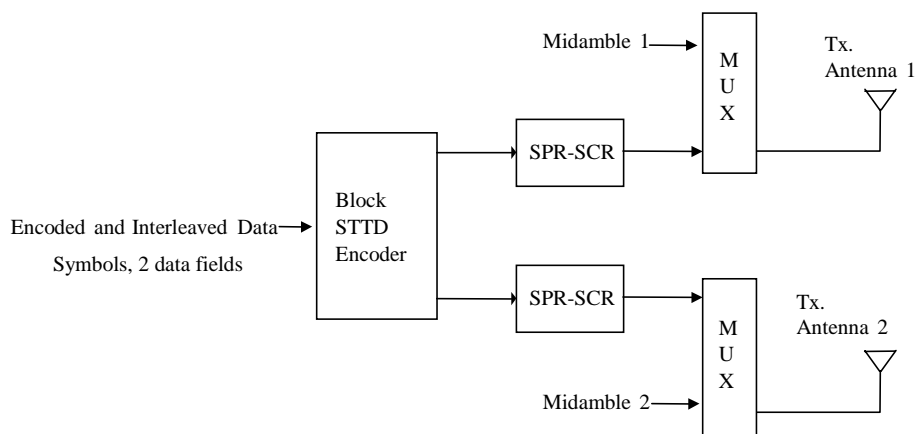 Midamble 1
M
U
X
Tx.
Antenna 1
SPR-SCR
Block
STTD
Encoder
Encoded and Interleaved Data
Symbols, 2 data fields
SPR-SCR
M
U
X
Tx.
Antenna 2
Midamble 2